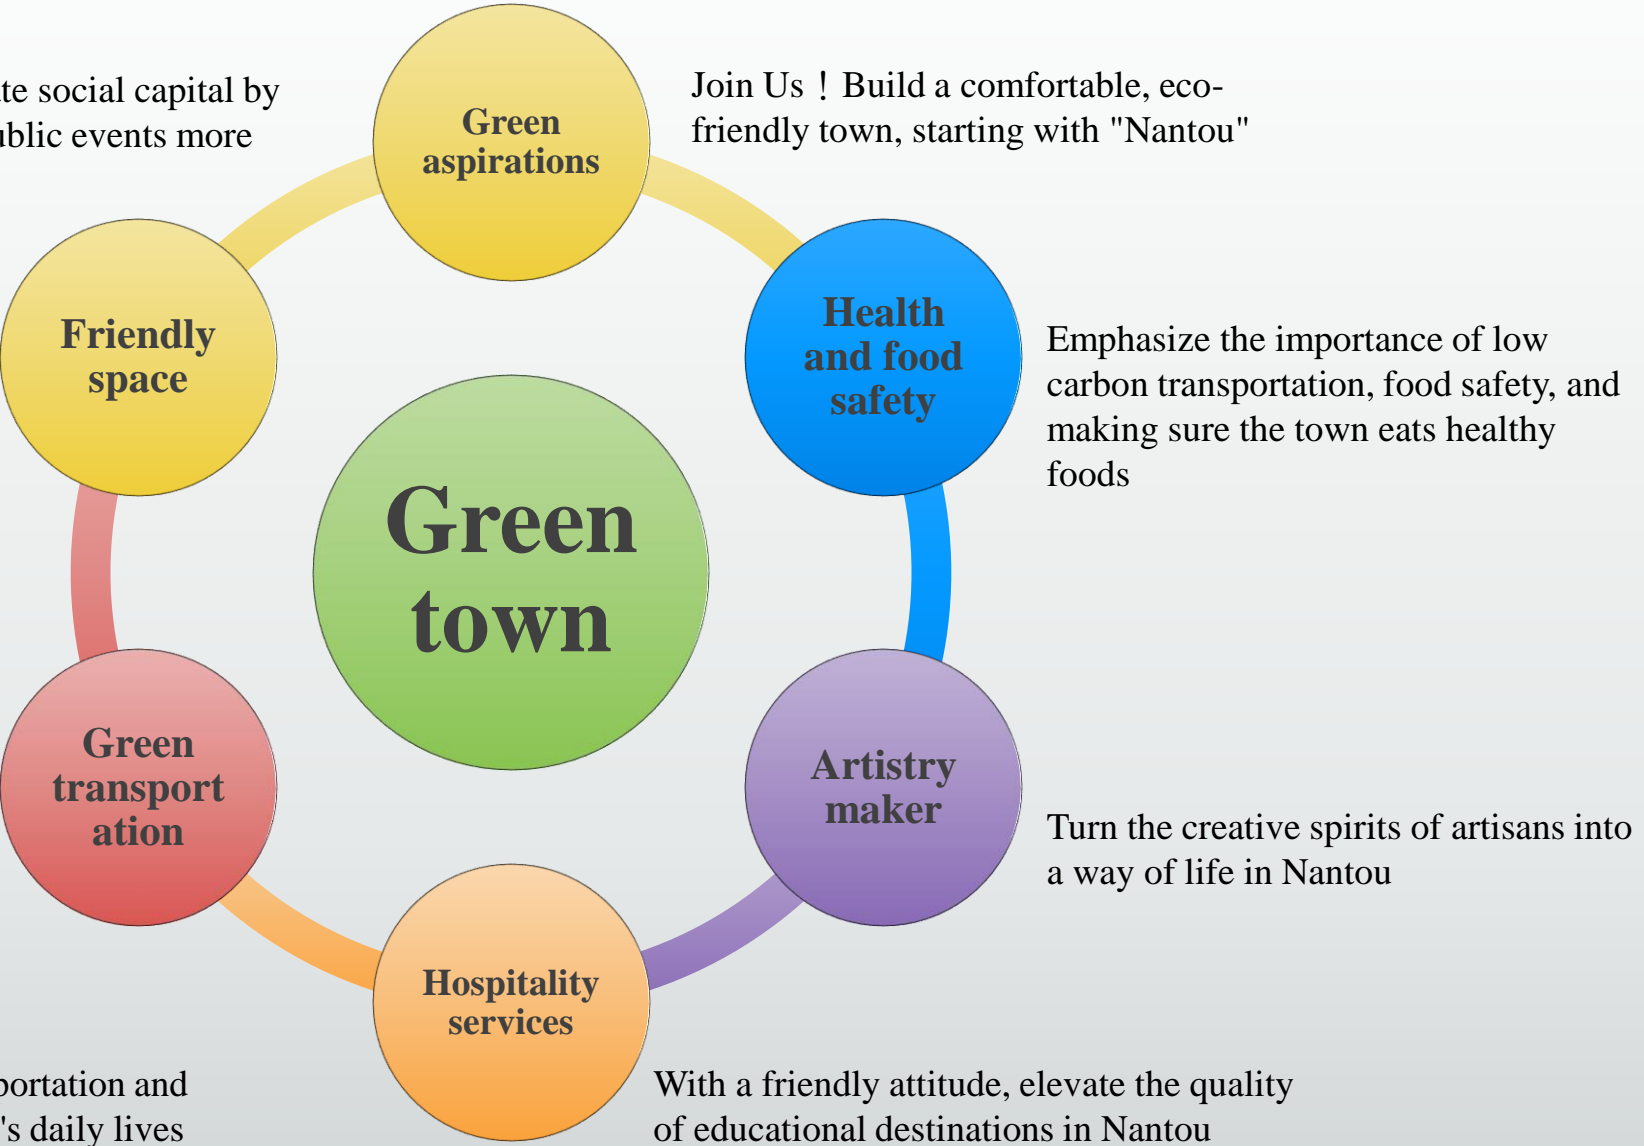 social capital by
events more
Green
aspirations
Join Us！Build a comfortable, eco-
friendly town, starting with "Nantou"
Friendly
space
Health
and food
safety
Emphasize the importance of low
carbon transportation, food safety, and
making sure the town eats healthy
foods
Green
town
Green
transport
ation
Artistry
maker
Turn the creative spirits of artisans into
a way of life in Nantou
Hospitality
services
and
daily lives
With a friendly attitude, elevate the quality
of educational destinations in Nantou